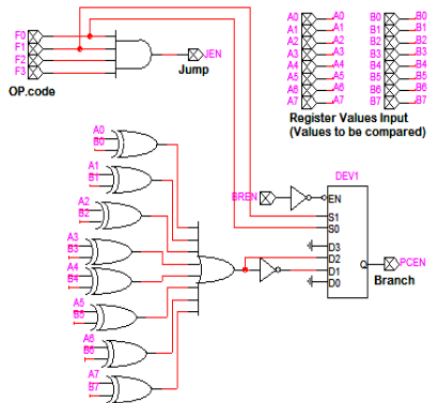 F0
F1
F2
F3
OP.code
JEN
Jump
A0 A0
A1 A1
A2 A2
A3 A3
A4 A4
A5 A5
A6 A6
A7 A7
B0 B0
B1 B1
B2 B2
B3 B3
B4 B4
B5 B5
B6 B6
B7 B7
Register Values Input
(Values to be compared)
A0
B0
A1
B1
A2
B2
A3
B3
A4
B4
A5
B5
A6
B6
A7
B7
DEV1
BREN
EN
S1
S0
D3
D2
D1
D0
Q
PCEN
Branch